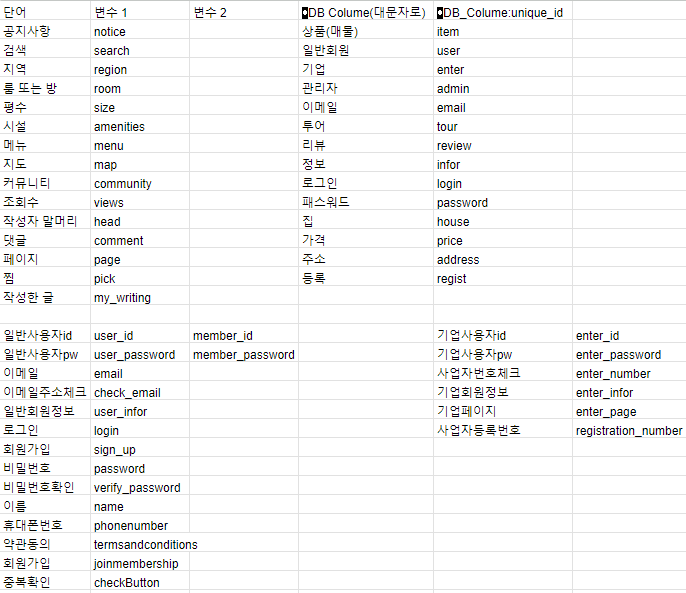 단어 변수 1 변수 2 •DB Colume(대문자로) •DB_Colume:unique_id
공지사항 notice 상품(매물) item
검색 search 일반회원 user
지역 region 기업 enter
룸 또는 방 room 관리자 admin
평수 size 이메일 email
시설 amenities 투어 tour
메뉴 menu 리뷰 review
지도 map 정보 infor
커뮤니티 community 로그인 login
조회수 views 패스워드 password
작성자 말머리 head 집 house
댓글 comment 가격 price
페이지 page 주소 address
찜 pick 등록 regist
작성한 글 my_writing
일반사용자id user_id member_id 기업사용자id enter_id
일반사용자pw user_password member_password 기업사용자pw enter_password
이메일 email 사업자번호체크 enter_number
이메일주소체크 check_email 기업회원정보 enter_infor
일반회원정보 user_infor 기업페이지 enter_page
로그인 login 사업자등록번호 registration_number
회원가입 sign_up
비밀번호 password
비밀번호확인 verify_password
이름 name
휴대폰번호 phonenumber
약관동의 termsandconditions
회원가입 joinmembership
중복확인 checkButton